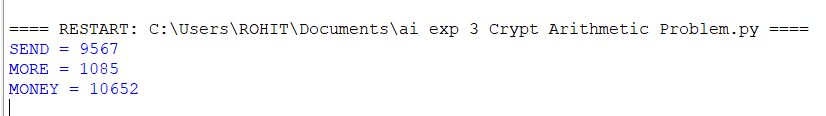 ==== RESTART: C:\Users\ROHIT\Documents\ai exp 3 Crypt Arithmetic Problem.py ====
SEND = 9567
MORE = 1085
MONEY = 10652